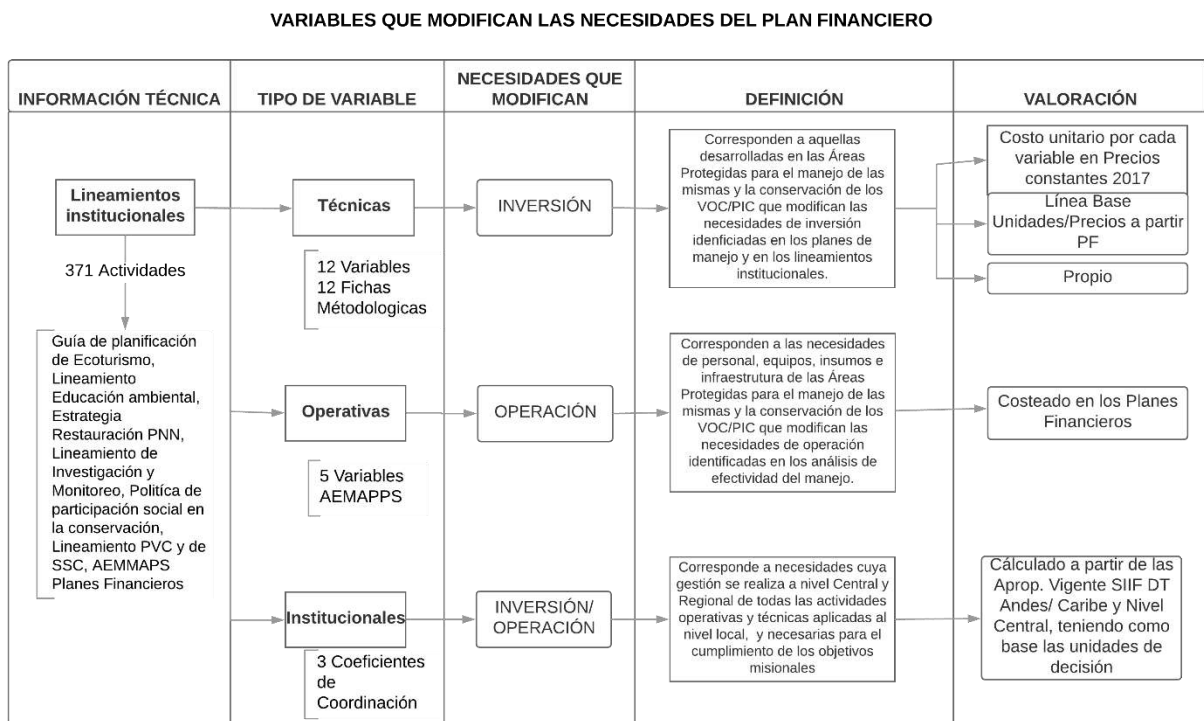 VARIABLES QUE MODIFICAN LAS NECESIDADES DEL PLAN FINANCIERO
INFORMACIÓN TÉCNICA
TIPO DE VARIABLE
NECESIDADES QUE
MODIFICAN
DEFINICIÓN
VALORACIÓN
Lineamientos
institucionales
371 Actividades
Guía de planificación
de Ecoturismo,
Lineamiento
Educación ambiental,
Estrategia
Restauración PNN,
Lineamiento de
Investigación y
Monitoreo, Politíca de
participación social en
la conservación,
Lineamiento PVC y de
SSC, AEMMAPS
Planes Financieros
Técnicas
12 Variables
12 Fichas
Métodologicas
INVERSIÓN
Corresponden a aquellas
desarrolladas en las Áreas
Protegidas para el manejo de las
mismas y la conservación de los
VOC/PIC que modifican las
necesidades de inversión
idenficiadas en los planes de
manejo y en los lineamientos
institucionales.
Costo unitario por cada
variable en Precios
constantes 2017
Línea Base
Unidades/Precios a partir
PF
Propio
Operativas
5 Variables
AEMAPPS
OPERACIÓN
Corresponden a las necesidades
de personal, equipos, insumos e
infraestrutura de las Áreas
Protegidas para el manejo de las
mismas y la conservación de los
VOC/PIC que modifican las
necesidades de operación
identificadas en los análisis de
efectividad del manejo.
Costeado en los Planes
Financieros
Institucionales
3 Coeficientes
de
Coordinación
INVERSIÓN/
OPERACIÓN
Corresponde a necesidades cuya
gestión se realiza a nivel Central y
Regional de todas las actividades
operativas y técnicas aplicadas al
nivel local, y necesarias para el
cumplimiento de los objetivos
misionales
Cálculado a partir de las
Aprop. Vigente SIIF DT
Andes/ Caribe y Nivel
Central, teniendo como
base las unidades de
decisión